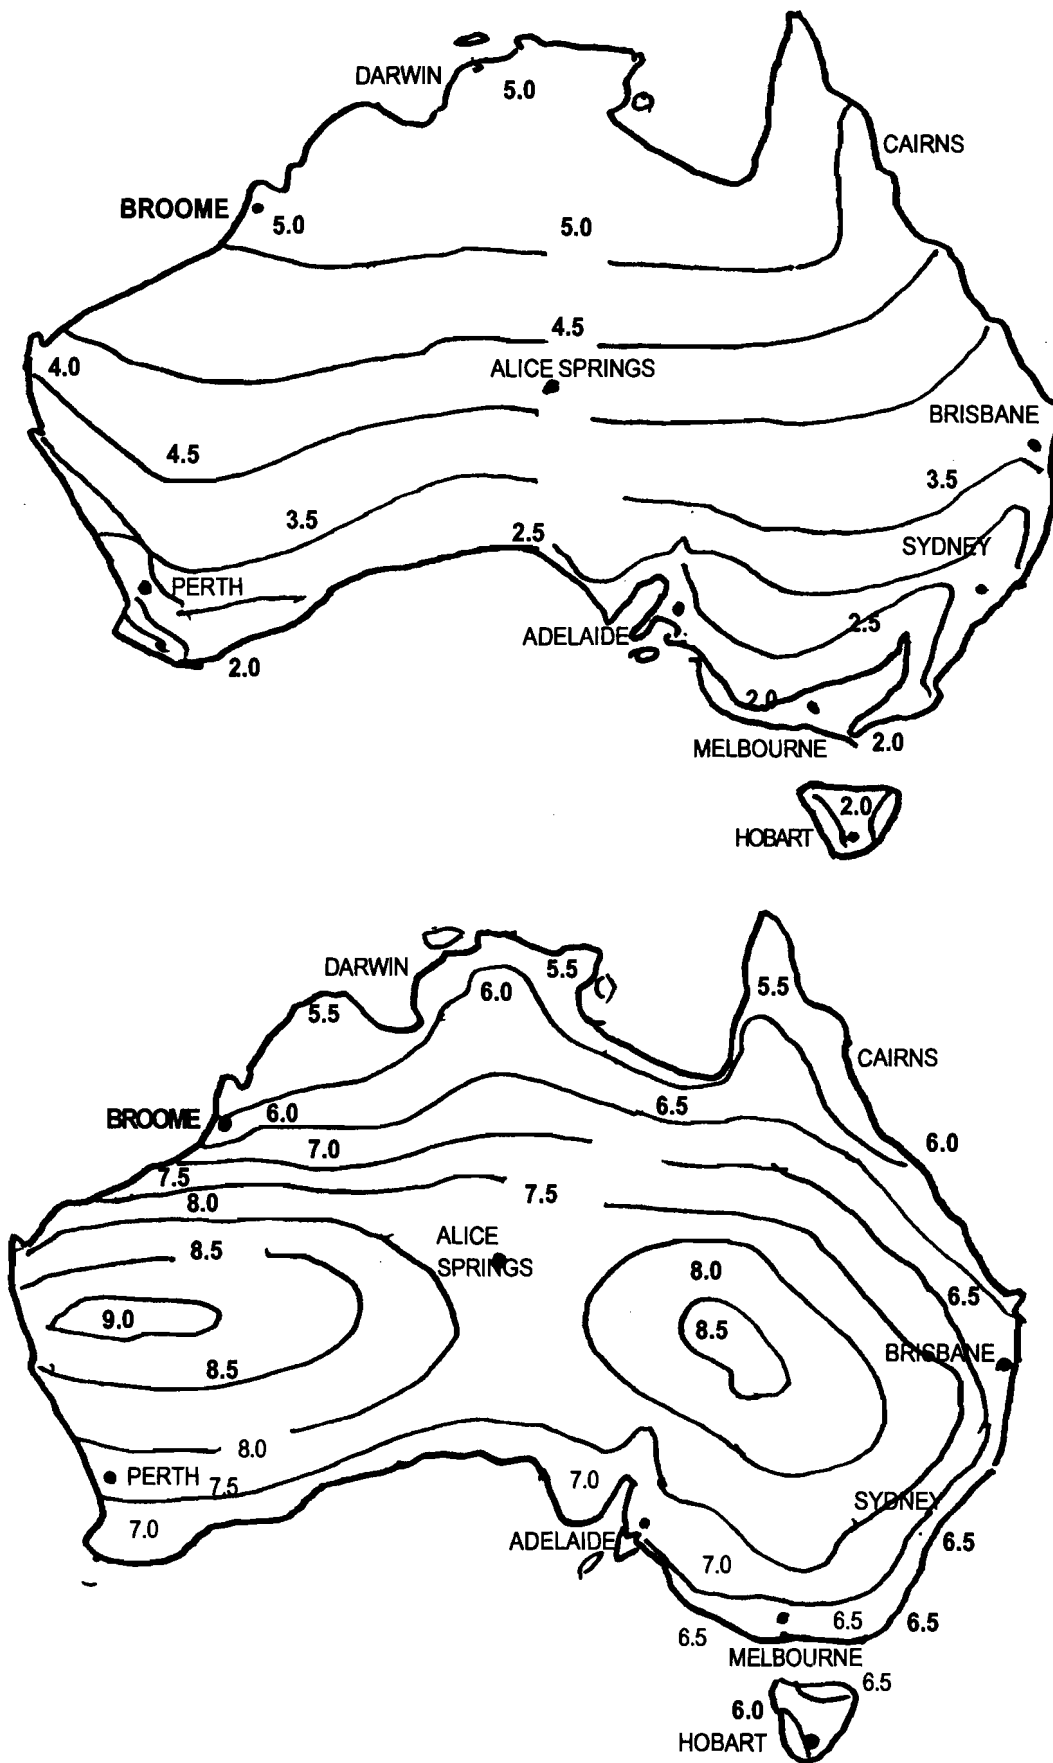 DARWIN
5.0
CAIRNS
BROOME
5.0
5.0
4.5
4.0
ALICE SPRINGS
BRISBANE
4.5
3.5
3.5
2.5
SYDNEY
PERTH
2.5
ADELAIDE
2.0
2.0
2.0
MELBOURNE
2.0
HOBART
DARWIN
5.5
5.5
6.0
5.5
CAIRNS
BROOME
6.0
6.5
7.0
6.0
7.5
8.0
7.5
ALICE
SPRINGS
8.5
8.0
6.5
9.0
8.5
BRISBANE
8.5
8.0
PERTH
7.5
7.0
SYDNEY
7.0
ADELAIDE
6.5
7.0
6.5
6.5
6.5
MELBOURNE
6.5
6.0
HOBART